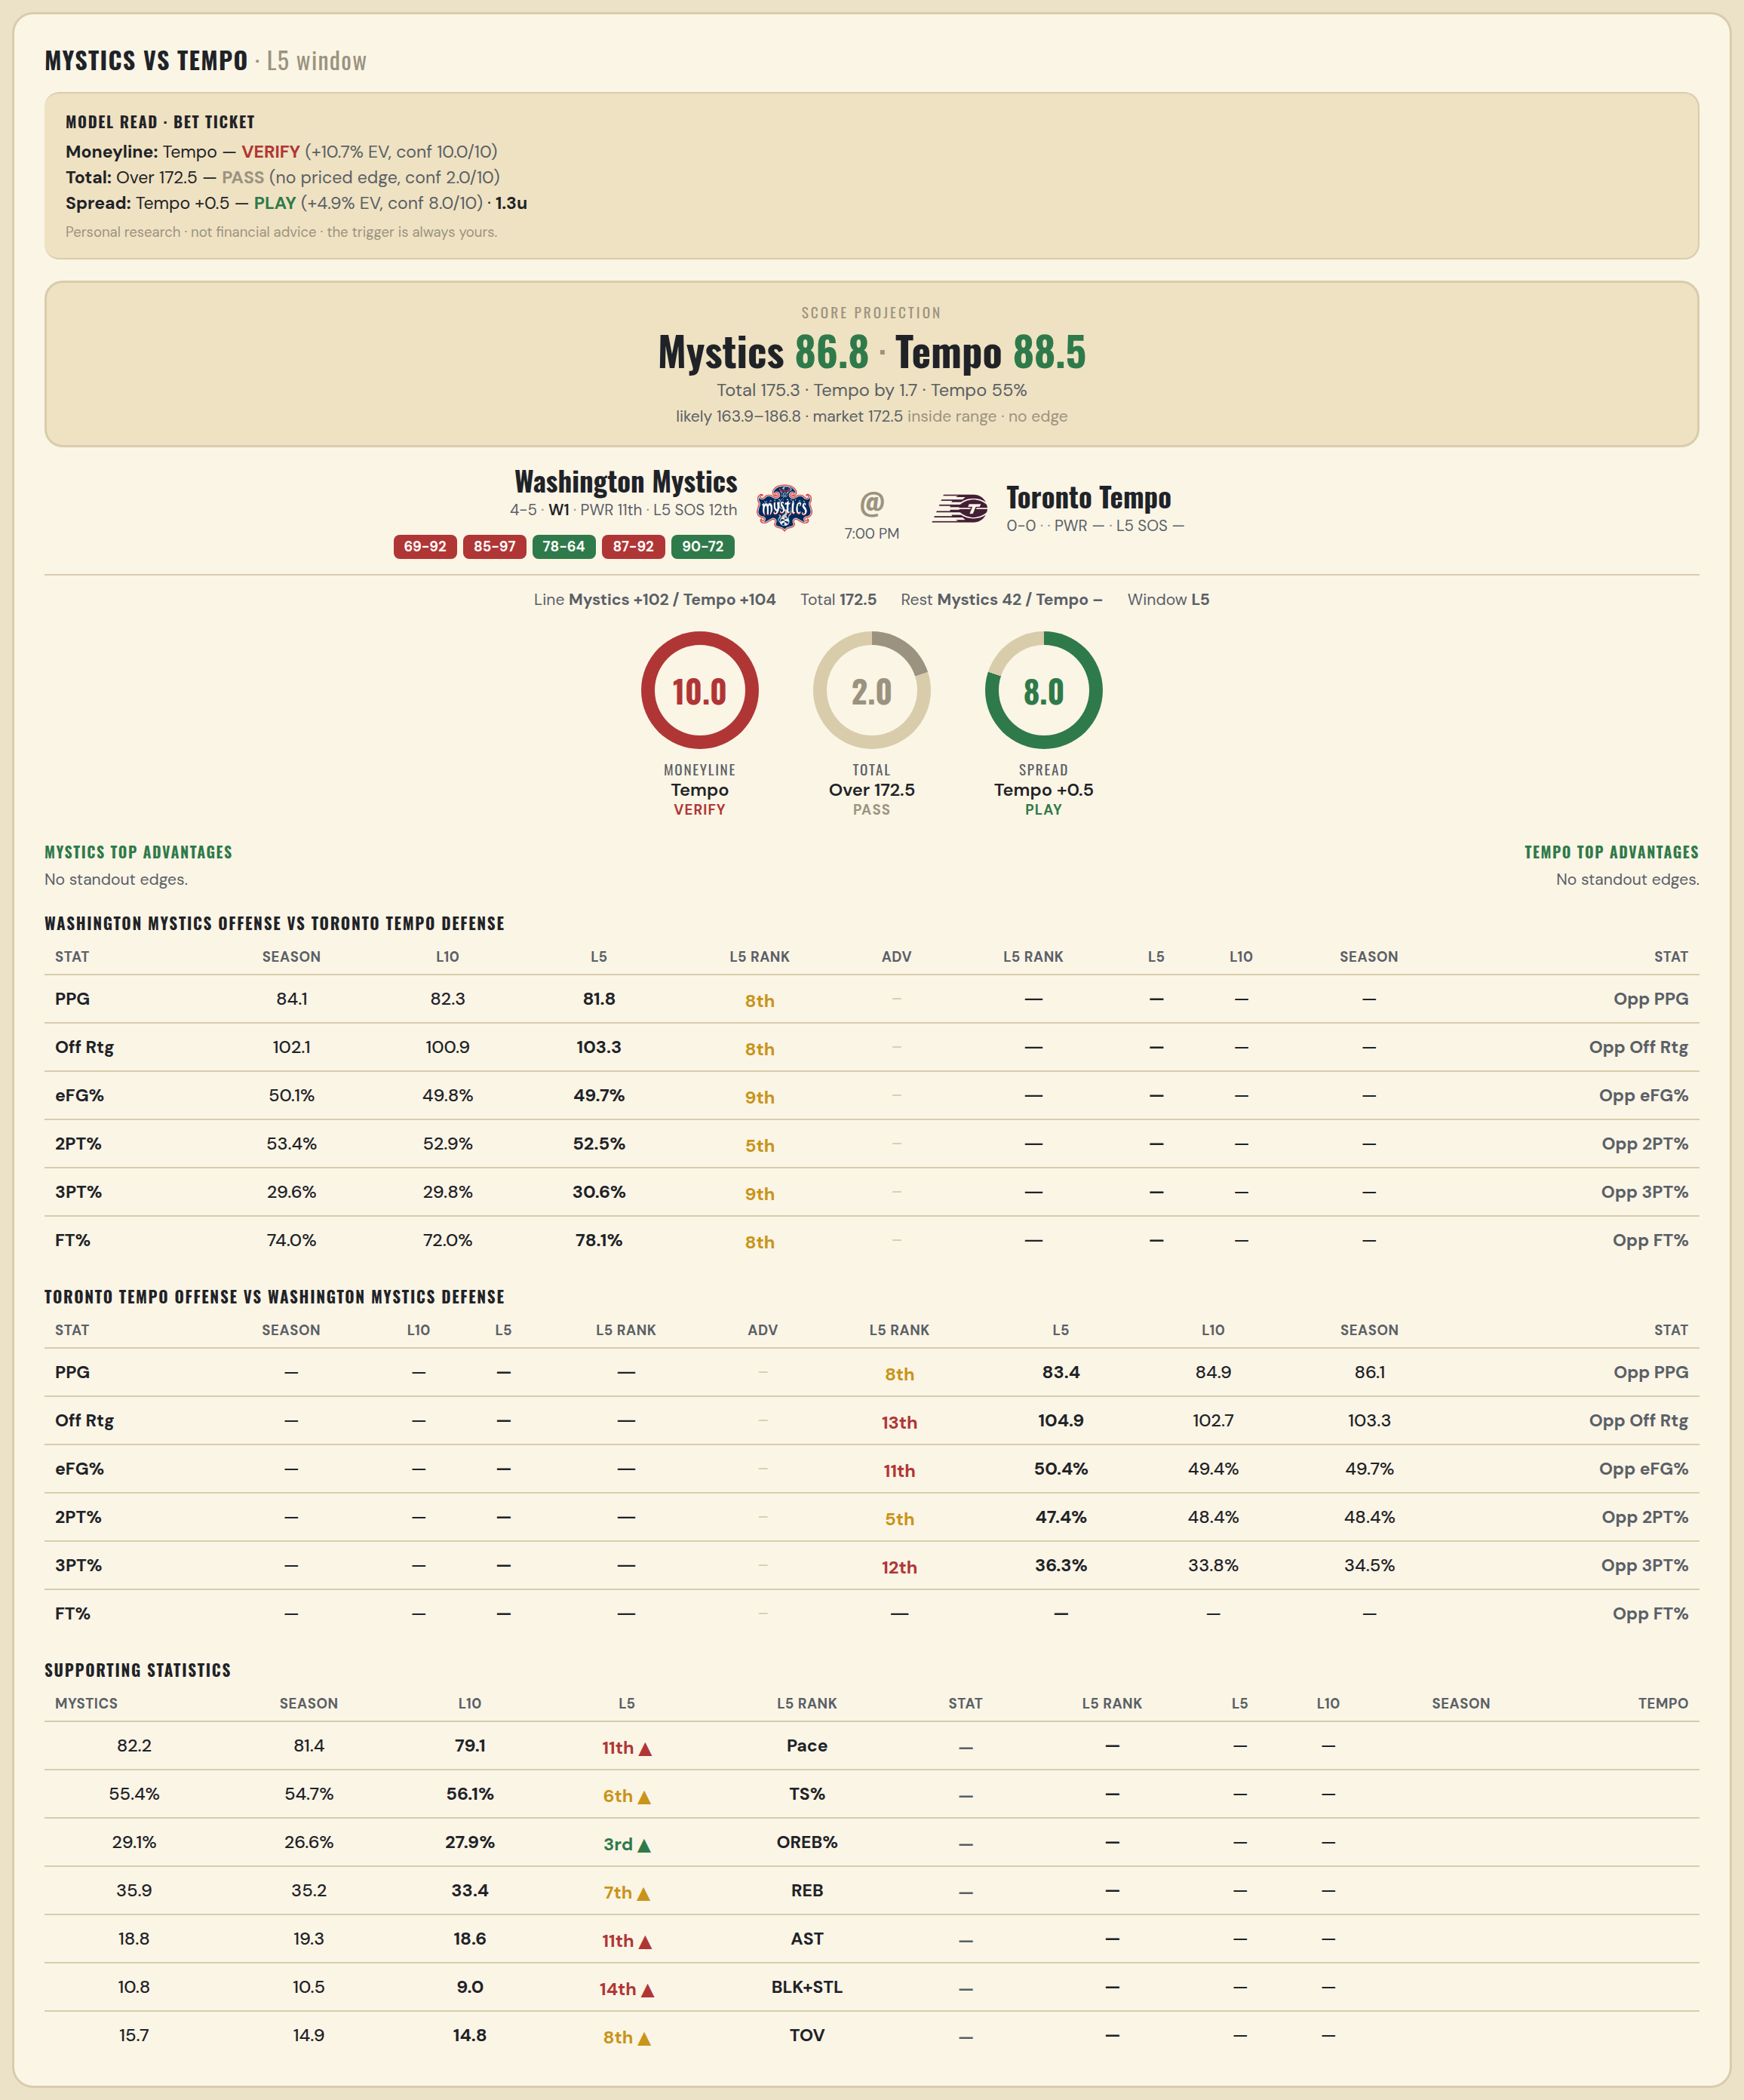 MYSTICS VS TEMPO · L5 window
MODEL READ · BET TICKET
Moneyline: Tempo — VERIFY (+10.7% EV, conf 10.0/10)
Total: Over 172.5 — PASS (no priced edge, conf 2.0/10)
Spread: Tempo +0.5 — PLAY (+4.9% EV, conf 8.0/10) · 1.3u
Personal research · not financial advice · the trigger is always yours.
SCORE PROJECTION
Mystics 86.8 · Tempo 88.5
Total 175.3 · Tempo by 1.7 · Tempo 55%
likely 163.9–186.8 · market 172.5 inside range · no edge
Washington Mystics
4-5 · W1 · PWR 11th · L5 SOS 12th
69-92 85-97 78-64 87-92 90-72
mystics
@
7:00 PM
T
Toronto Tempo
0-0 · · PWR — · L5 SOS —
Line Mystics +102 / Tempo +104 Total 172.5 Rest Mystics 42 / Tempo – Window L5
10.0 2.0 8.0
MONEYLINE TOTAL SPREAD
Tempo Over 172.5 Tempo +0.5
VERIFY PASS PLAY
MYSTICS TOP ADVANTAGES TEMPO TOP ADVANTAGES
No standout edges. No standout edges.
WASHINGTON MYSTICS OFFENSE VS TORONTO TEMPO DEFENSE
STAT SEASON L10 L5 L5 RANK ADV L5 RANK L5 L10 SEASON STAT
PPG 84.1 82.3 81.8 8th – — — — — Opp PPG
Off Rtg 102.1 100.9 103.3 8th – — — — — Opp Off Rtg
eFG% 50.1% 49.8% 49.7% 9th – — — — — Opp eFG%
2PT% 53.4% 52.9% 52.5% 5th – — — — — Opp 2PT%
3PT% 29.6% 29.8% 30.6% 9th – — — — — Opp 3PT%
FT% 74.0% 72.0% 78.1% 8th – — — — — Opp FT%
TORONTO TEMPO OFFENSE VS WASHINGTON MYSTICS DEFENSE
STAT SEASON L10 L5 L5 RANK ADV L5 RANK L5 L10 SEASON STAT
PPG — — — — – 8th 83.4 84.9 86.1 Opp PPG
Off Rtg — — — — – 13th 104.9 102.7 103.3 Opp Off Rtg
eFG% — — — — – 11th 50.4% 49.4% 49.7% Opp eFG%
2PT% — — — — – 5th 47.4% 48.4% 48.4% Opp 2PT%
3PT% — — — — – 12th 36.3% 33.8% 34.5% Opp 3PT%
FT% — — — — – — — — — Opp FT%
SUPPORTING STATISTICS
MYSTICS SEASON L10 L5 L5 RANK STAT L5 RANK L5 L10 SEASON TEMPO
82.2 81.4 79.1 11th ▲ Pace — — — —
55.4% 54.7% 56.1% 6th ▲ TS% — — — —
29.1% 26.6% 27.9% 3rd ▲ OREB% — — — —
35.9 35.2 33.4 7th ▲ REB — — — —
18.8 19.3 18.6 11th ▲ AST — — — —
10.8 10.5 9.0 14th ▲ BLK+STL — — — —
15.7 14.9 14.8 8th ▲ TOV — — — —